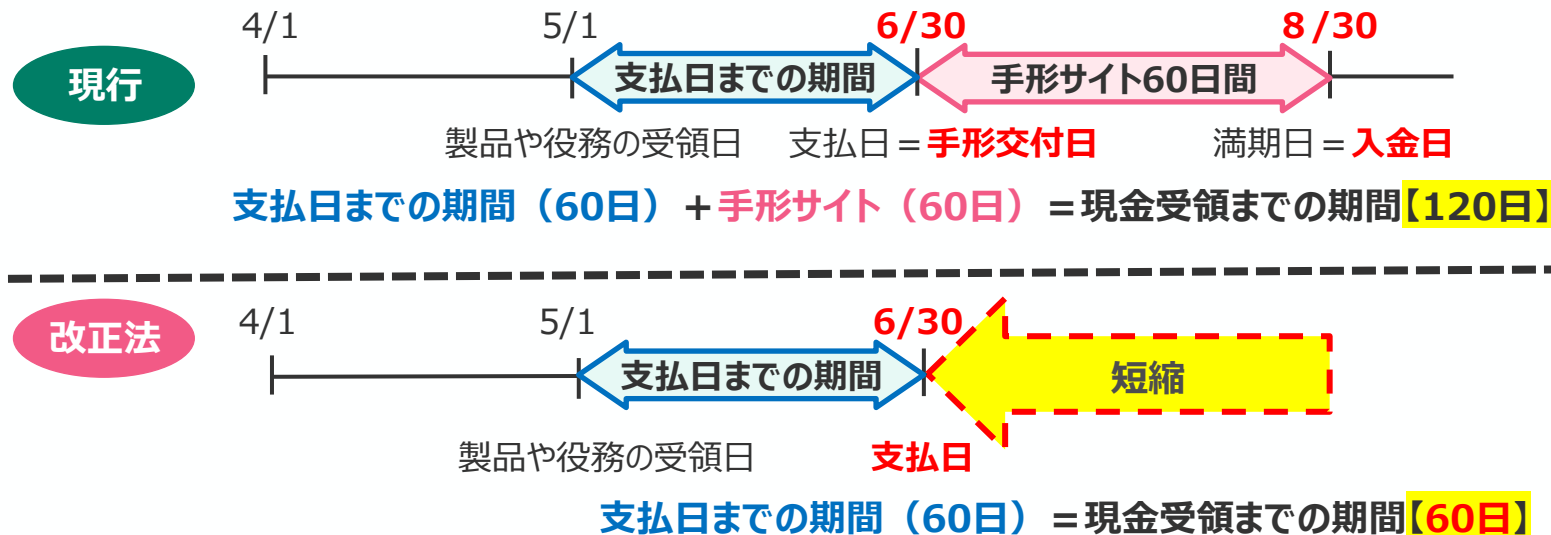 4/1 5/1 6/30 8/30
現行 支払日までの期間 手形サイト60日間
製品や役務の受領日 支払日＝手形交付日 満期日＝入金日
支払日までの期間（60日）＋手形サイト（60日）＝現金受領までの期間【120日】
4/1 5/1 6/30
改正法 支払日までの期間 短縮
製品や役務の受領日 支払日
支払日までの期間（60日）＝現金受領までの期間【60日】